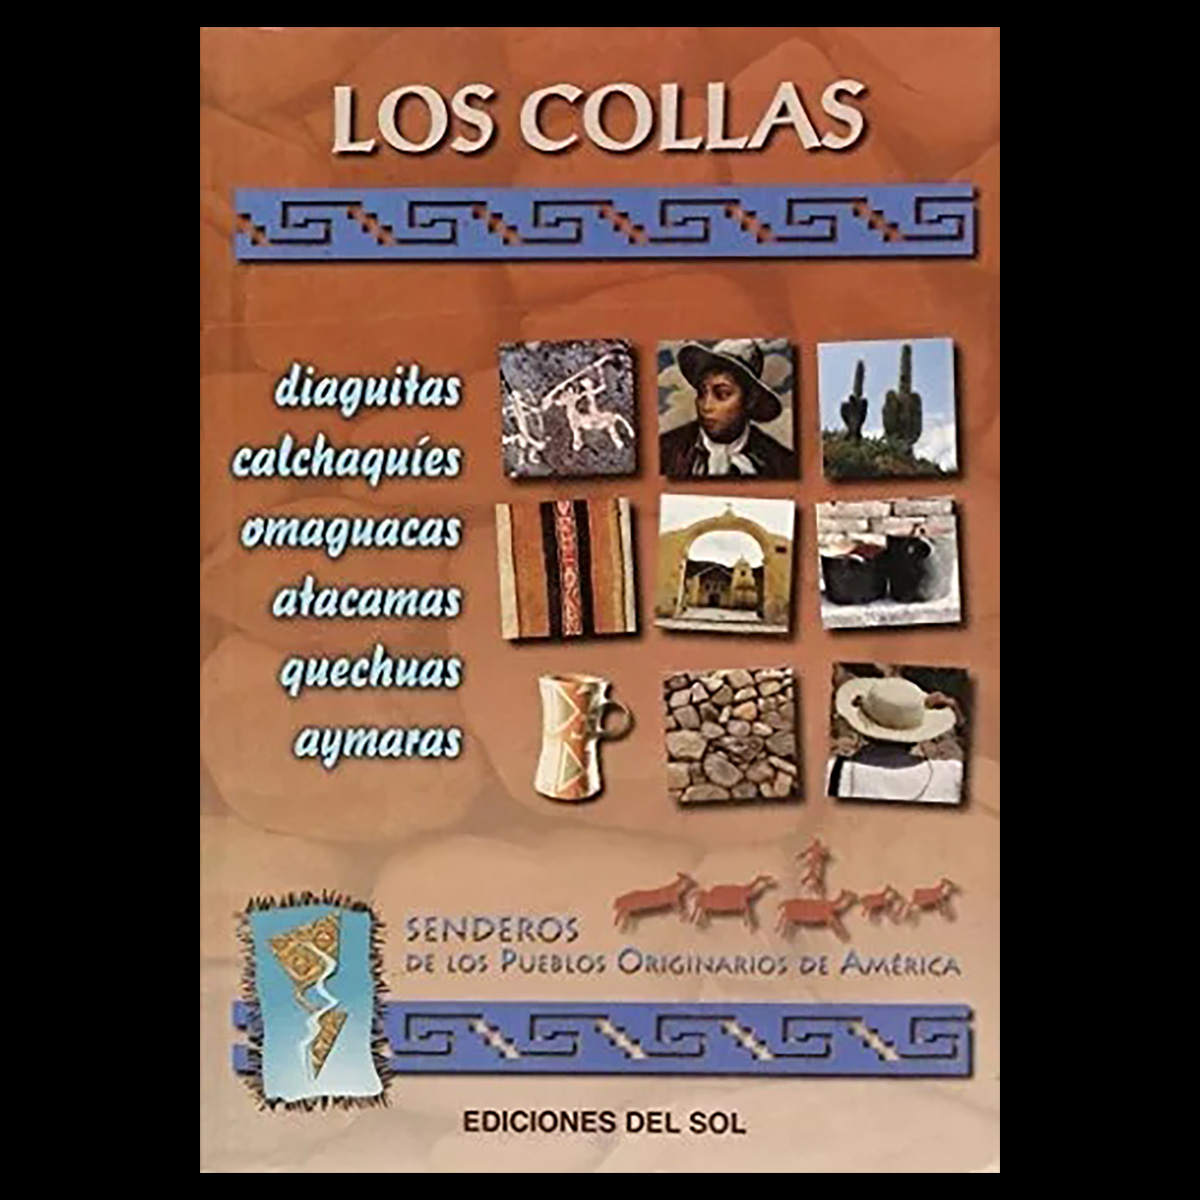 LOS COLLAS
diaguitas
calchaquíes
omaguacas
atacamas
quechuas
aymaras
SENDEROS
DE LOS PUEBLOS ORIGINARIOS DE AMÉRICA
EDICIONES DEL SOL